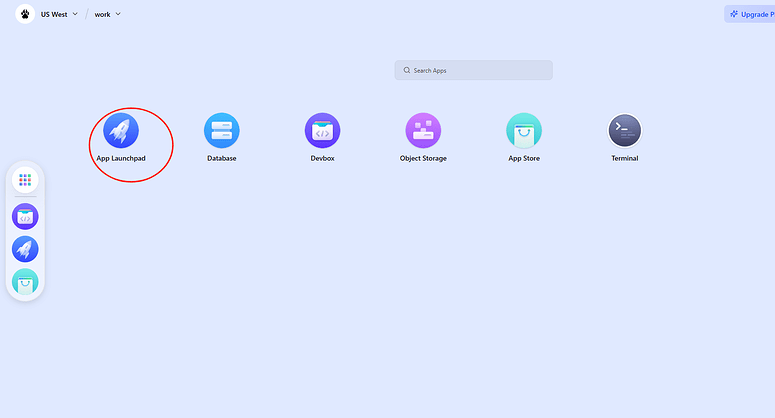 US West / work
Upgrade P
Search Apps
App Launchpad
Database
Devbox
Object Storage
App Store
Terminal